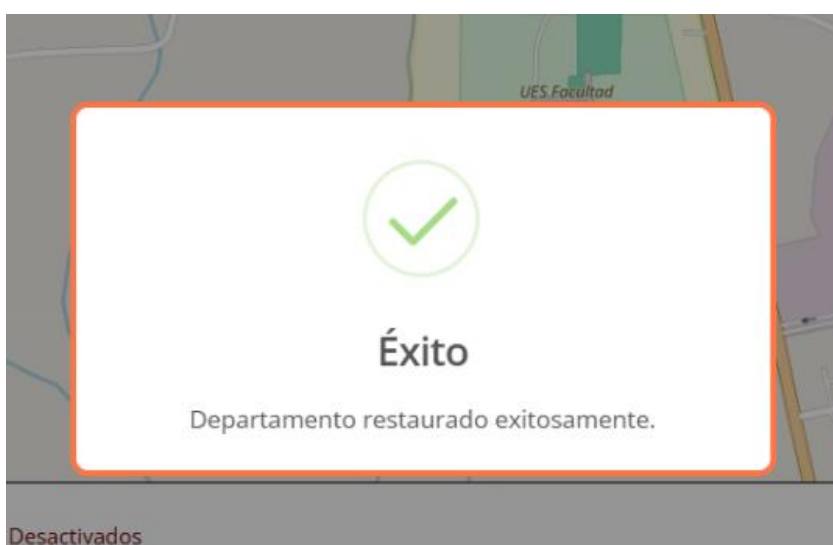 UES Facultad
Éxito
Departamento restaurado exitosamente.
Desactivados